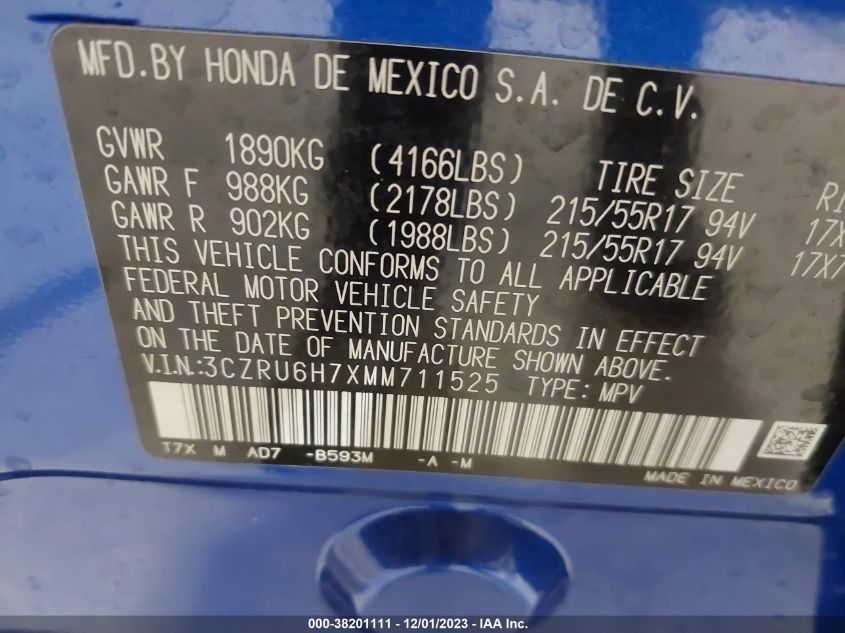 MFD.BY HONDA DE MEXICO S.A. DE C.V.
GVWR 1890KG (4166LBS) TIRE SIZE
GAWR F 988KG (2178LBS) 215/55R17 94V
GAWR R 902KG (1988LBS) 215/55R17 94V 17X7
THIS VEHICLE CONFORMS TO ALL APPLICABLE
FEDERAL MOTOR VEHICLE SAFETY
AND THEFT PREVENTION STANDARDS IN EFFECT
ON THE DATE OF MANUFACTURE SHOWN ABOVE.
V.I.N.:3CZRU6H7XMM711525 TYPE: MPV
T7X M AD7 -B593M -A -M
MADE IN MEXICO
000-38201111 - 12/01/2023 - IAA Inc.